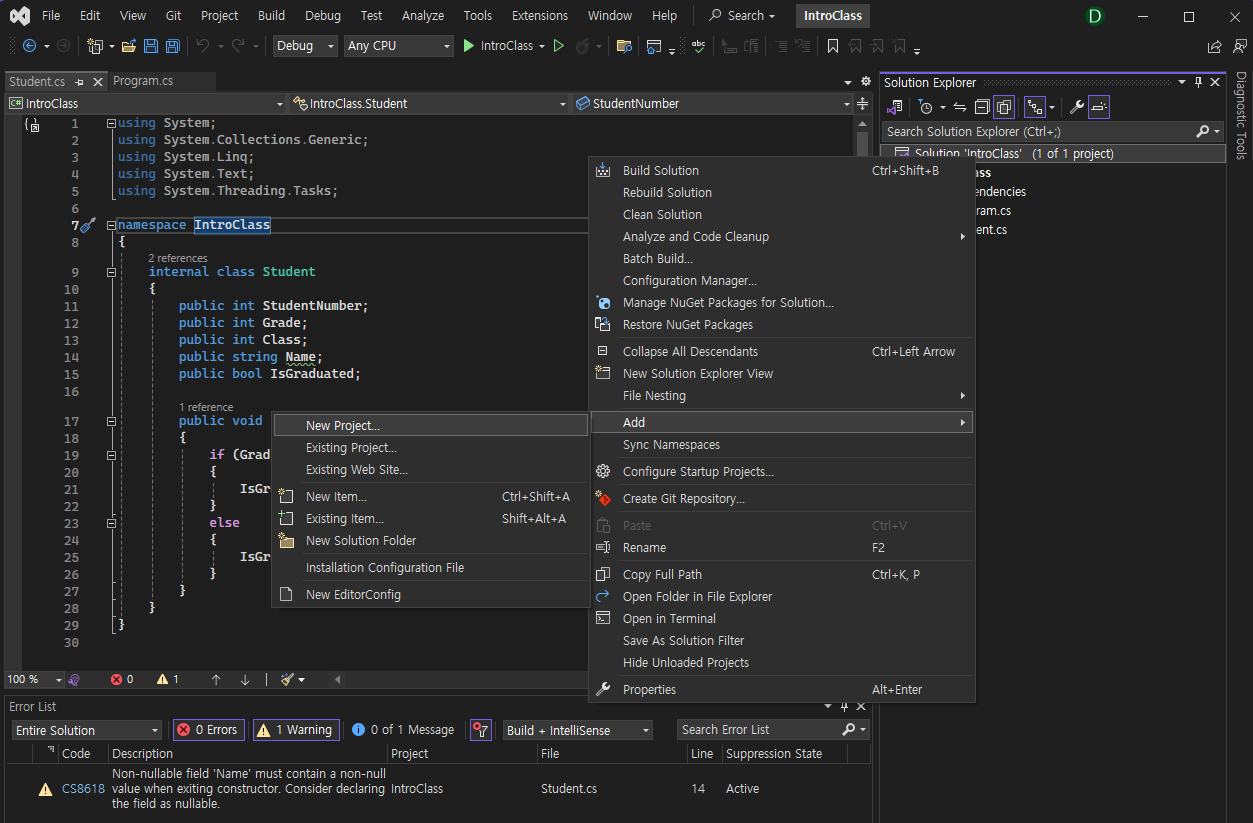 File Edit View Git Project Build Debug Test Analyze Tools Extensions Window Help Search IntroClass D
Debug Any CPU IntroClass
Student.cs Program.cs
C# IntroClass IntroClass.Student StudentNumber
1 using System;
2 using System.Collections.Generic;
3 using System.Linq;
4 using System.Text;
5 using System.Threading.Tasks;
6
7 namespace IntroClass
8 {
2 references
9 internal class Student
10 {
11 public int StudentNumber;
12 public int Grade;
13 public int Class;
14 public string Name;
15 public bool IsGraduated;
16
1 reference
17 public void
18 {
19 if (Grad
20 {
21 IsGr
22 }
23 else
24 {
25 IsGr
26 }
27 }
28 }
29 }
30
New Project...
Existing Project...
Existing Web Site...
New Item... Ctrl+Shift+A
Existing Item... Shift+Alt+A
New Solution Folder
Installation Configuration File
New EditorConfig
Build Solution Ctrl+Shift+B
Rebuild Solution
Clean Solution
Analyze and Code Cleanup
Batch Build...
Configuration Manager...
Manage NuGet Packages for Solution...
Restore NuGet Packages
Collapse All Descendants Ctrl+Left Arrow
New Solution Explorer View
File Nesting
Add
Sync Namespaces
Configure Startup Projects...
Create Git Repository...
Paste Ctrl+V
Rename F2
Copy Full Path Ctrl+K, P
Open Folder in File Explorer
Open in Terminal
Save As Solution Filter
Hide Unloaded Projects
Properties Alt+Enter
Solution Explorer
Search Solution Explorer (Ctrl+;)
Solution 'IntroClass' (1 of 1 project)
ass
endencies
ram.cs
ent.cs
Diagnostic Tools
100 % 0 1
Error List
Entire Solution 0 Errors 1 Warning 0 of 1 Message Build + IntelliSense Search Error List
Code Description Project File Line Suppression State
CS8618 Non-nullable field 'Name' must contain a non-null
value when exiting constructor. Consider declaring IntroClass Student.cs 14 Active
the field as nullable.